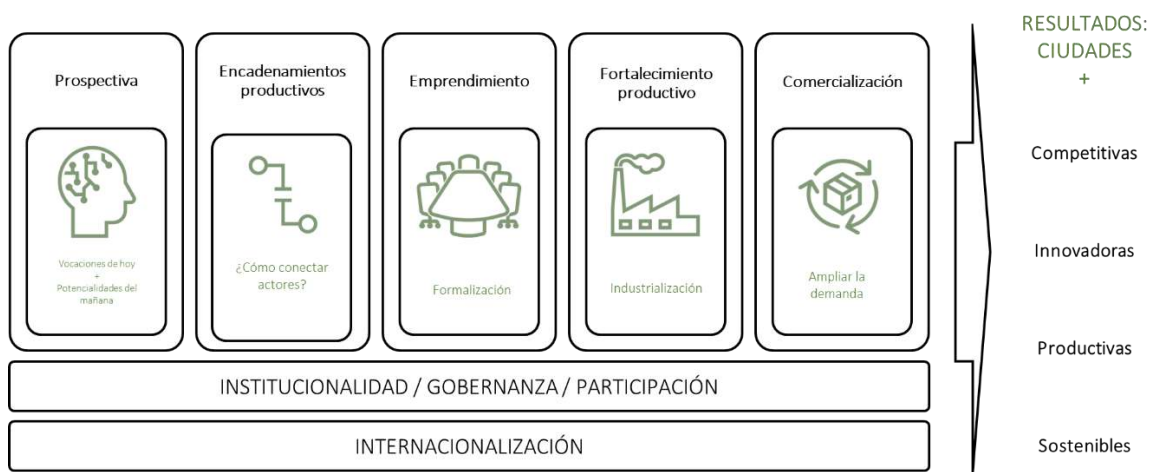 Prospectiva
Vocaciones de hoy
+
Potencialidades del
mañana
Encadenamientos
productivos
¿Cómo conectar
actores?
Emprendimiento
Formalización
Fortalecimiento
productivo
Industrialización
Comercialización
Ampliar la
demanda
INSTITUCIONALIDAD / GOBERNANZA / PARTICIPACIÓN
INTERNACIONALIZACIÓN
RESULTADOS:
CIUDADES
+
Competitivas
Innovadoras
Productivas
Sostenibles